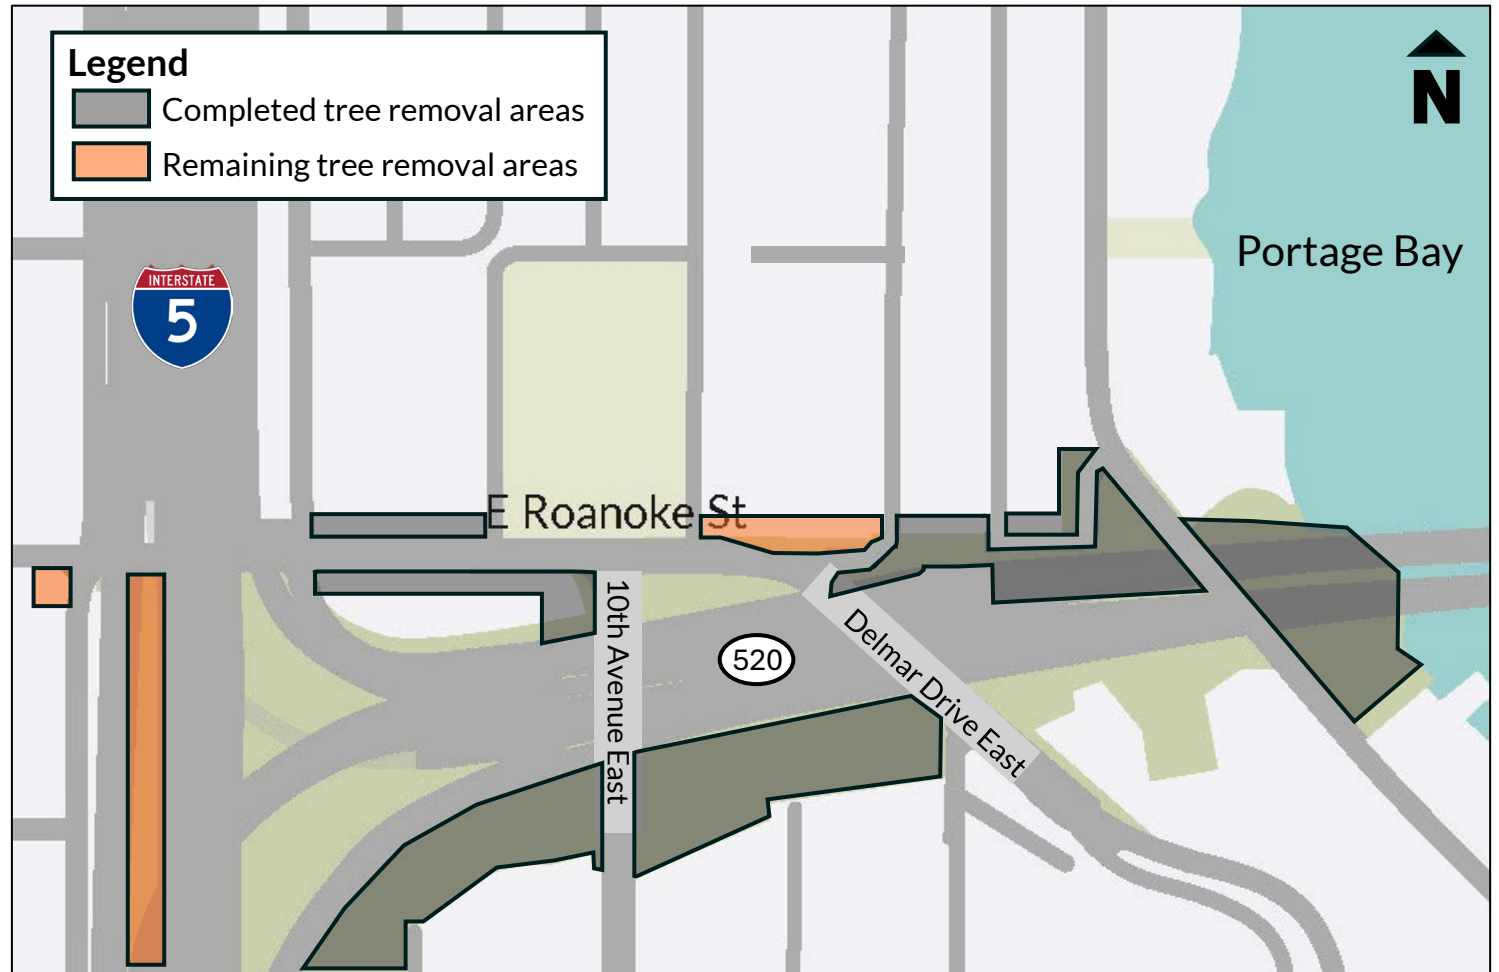 Legend
Completed tree removal areas
Remaining tree removal areas
N
Portage Bay
INTERSTATE
5
E Roanoke St
10th Avenue East
520
Delmar Drive East